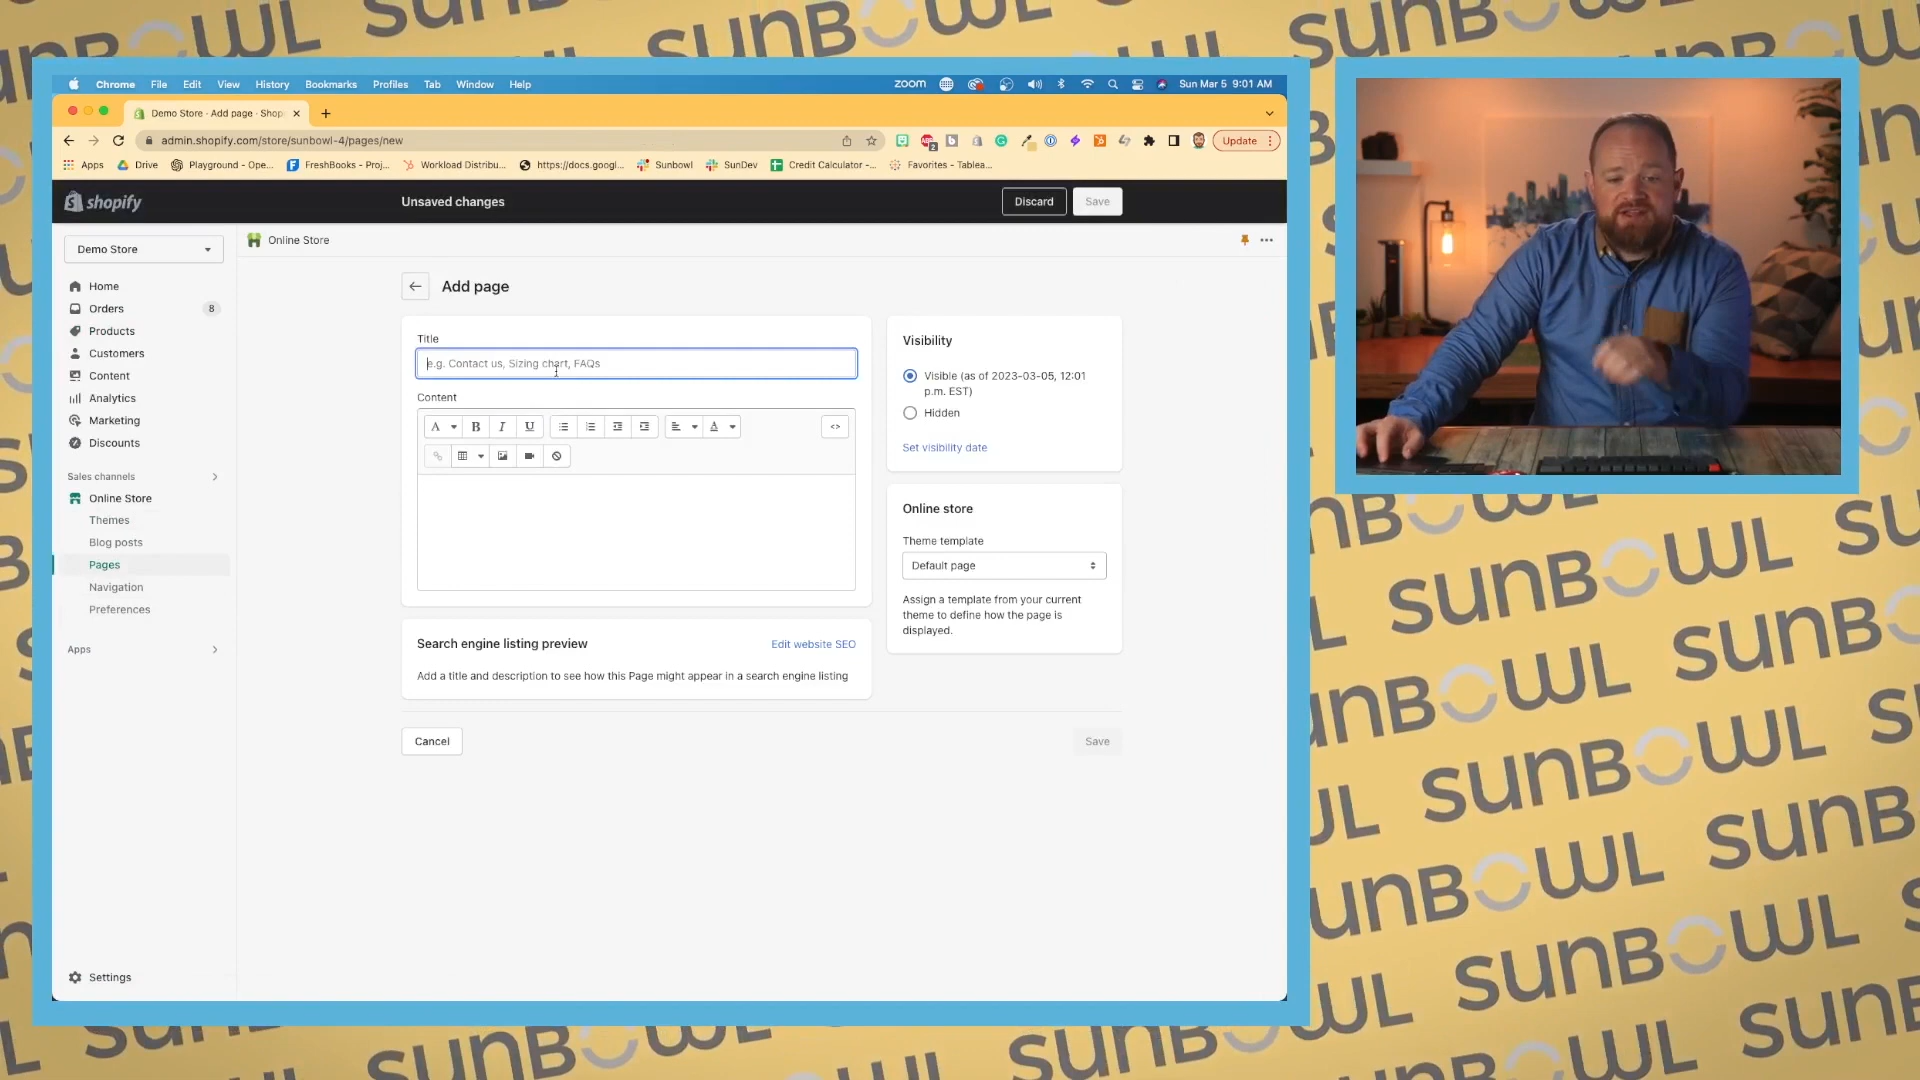 Chrome File Edit View History Bookmarks Profiles Tab Window Help zoom Sun Mar 5 9:01 AM
Demo Store · Add page · Shop
admin.shopify.com/store/sunbowl-4/pages/new Update
Apps Drive Playground - Ope... FreshBooks - Proj... Workload Distribu... https://docs.googl... Sunbowl SunDev Credit Calculator -... Favorites - Tablea...
shopify Unsaved changes Discard Save
Demo Store
Online Store
Home
Orders 8
Products
Customers
Content
Analytics
Marketing
Discounts
Sales channels
Online Store
Themes
Blog posts
Pages
Navigation
Preferences
Apps
Settings
Add page
Title
e.g. Contact us, Sizing chart, FAQs
Content
A B I U A <>
Search engine listing preview Edit website SEO
Add a title and description to see how this Page might appear in a search engine listing
Cancel Save
Visibility
Visible (as of 2023-03-05, 12:01
p.m. EST)
Hidden
Set visibility date
Online store
Theme template
Default page
Assign a template from your current
theme to define how the page is
displayed.
SUNBOWL
SUNBOWL
SUNBOWL
SUNBOWL
SUNBOWL
SUNBOWL